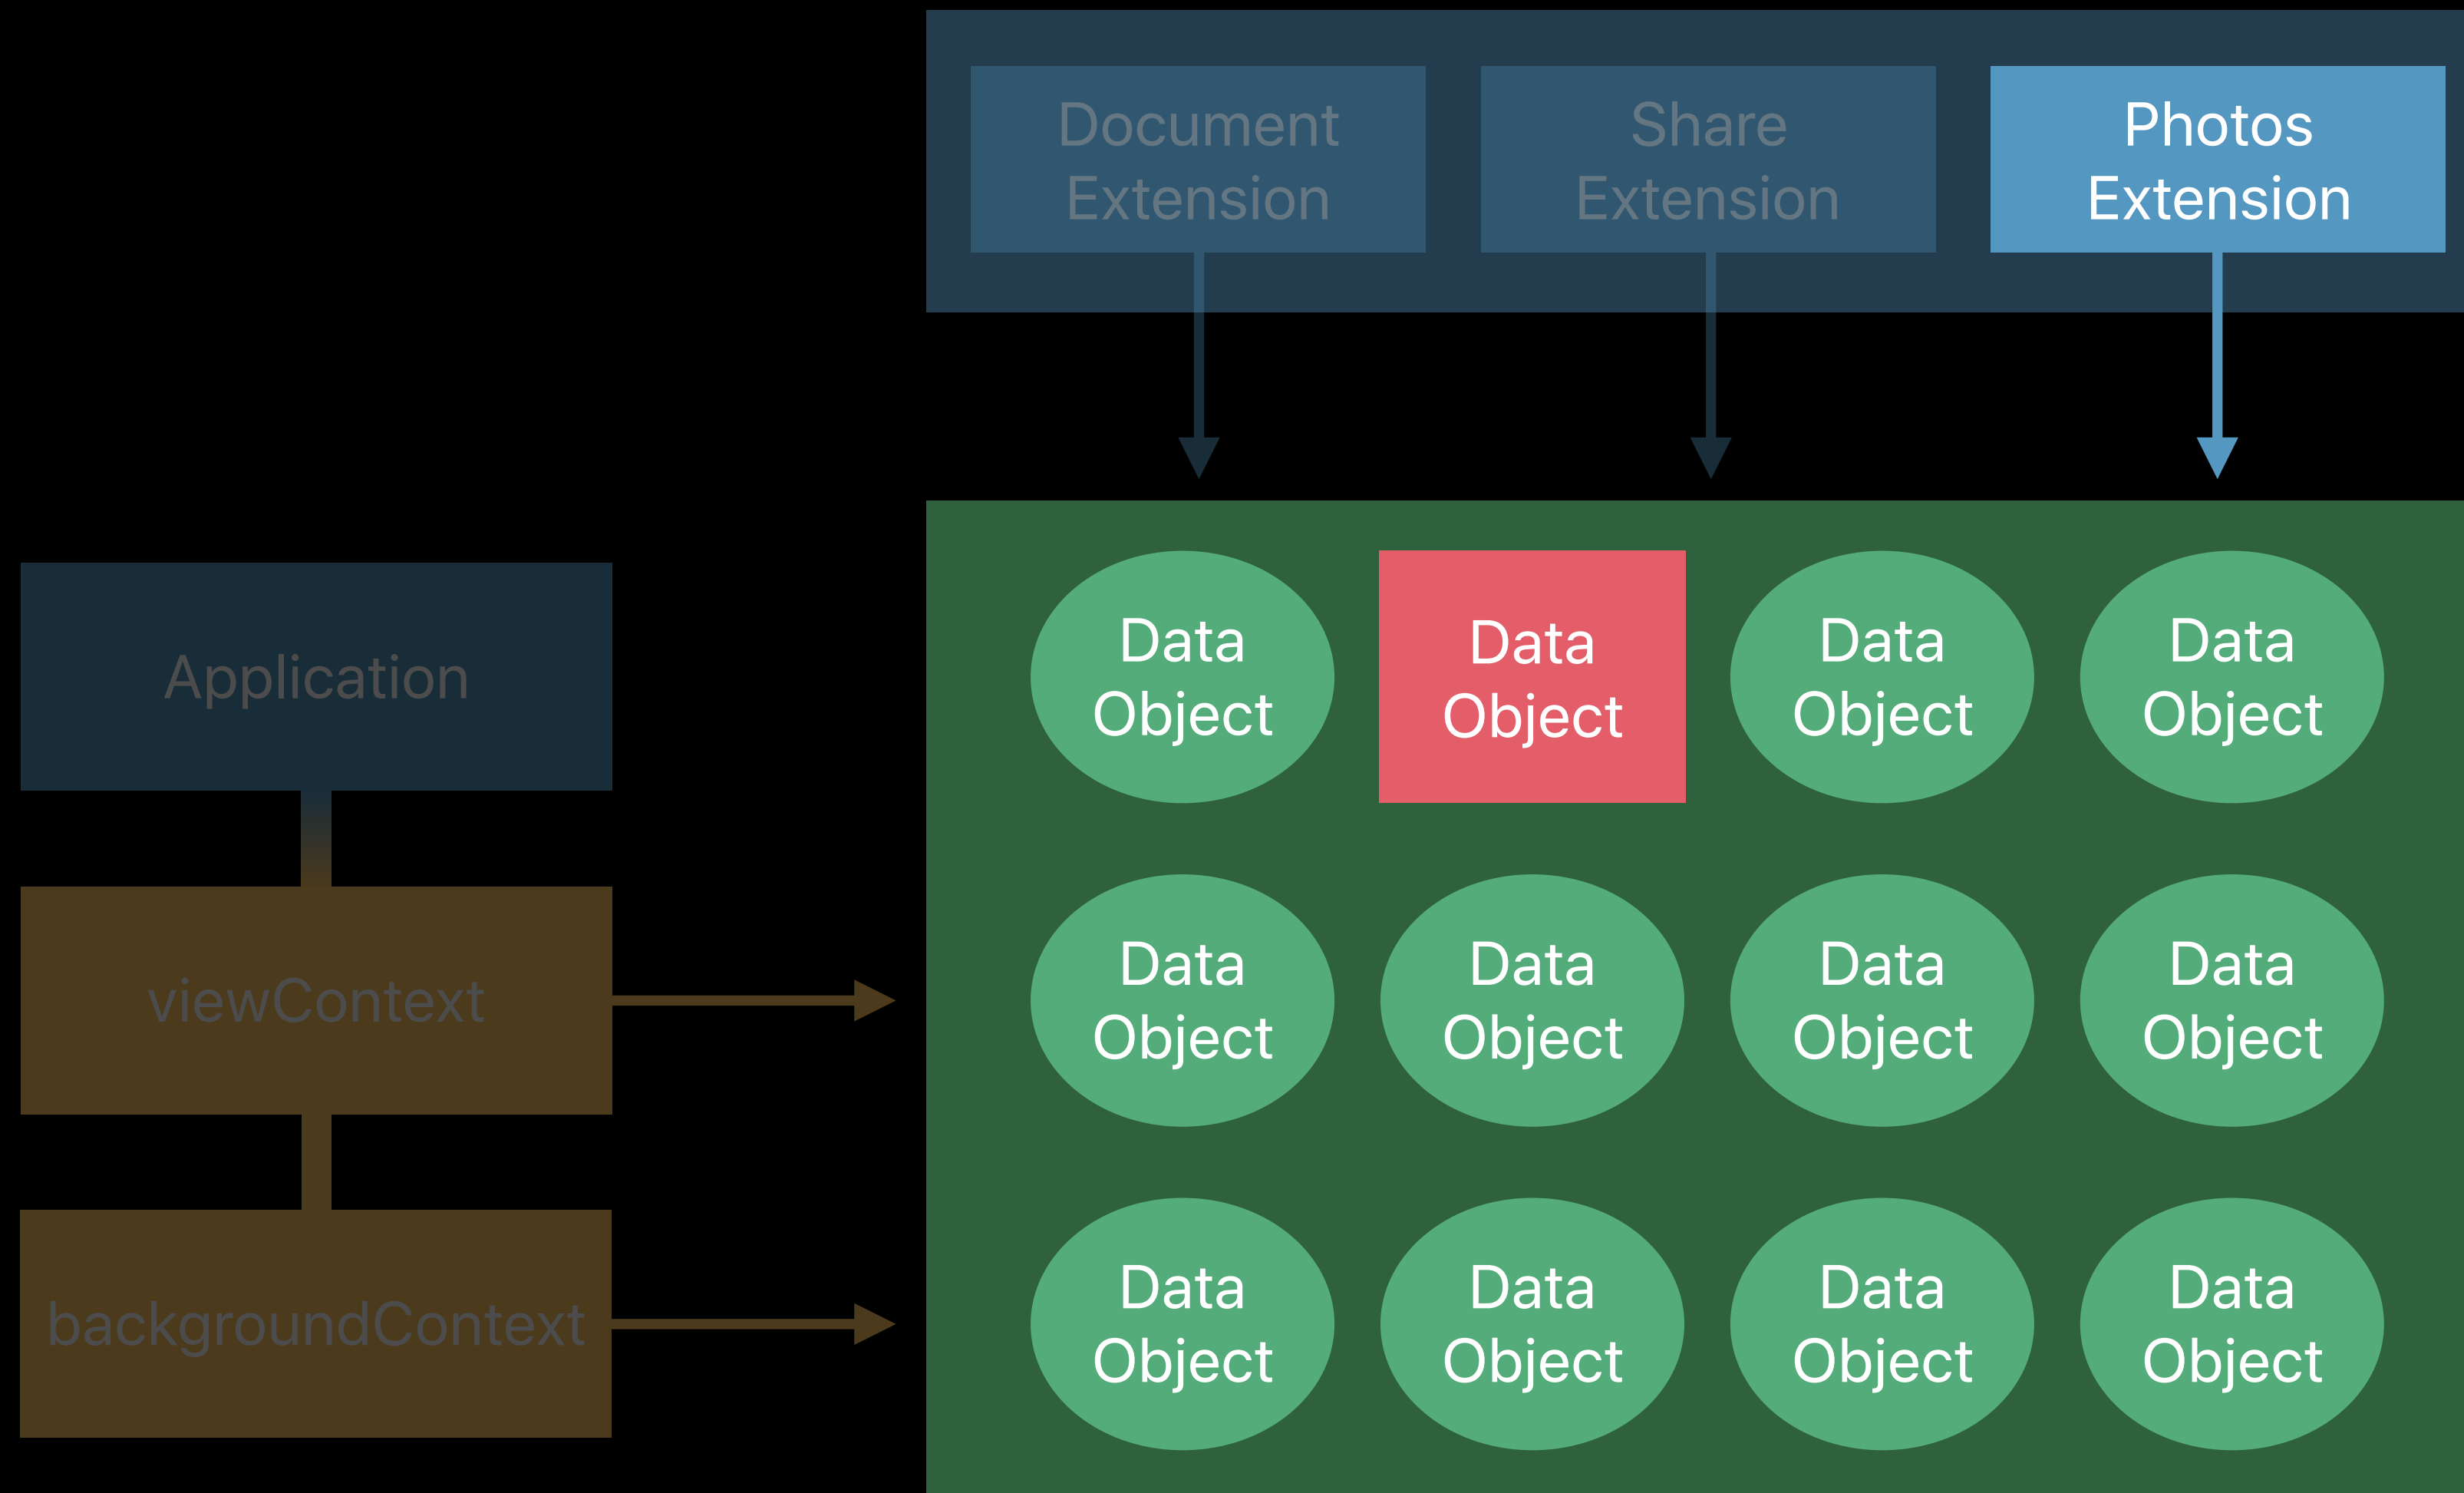 Document
Extension
Share
Extension
Photos
Extension
Application
viewContext
backgroundContext
Data
Object
Data
Object
Data
Object
Data
Object
Data
Object
Data
Object
Data
Object
Data
Object
Data
Object
Data
Object
Data
Object
Data
Object